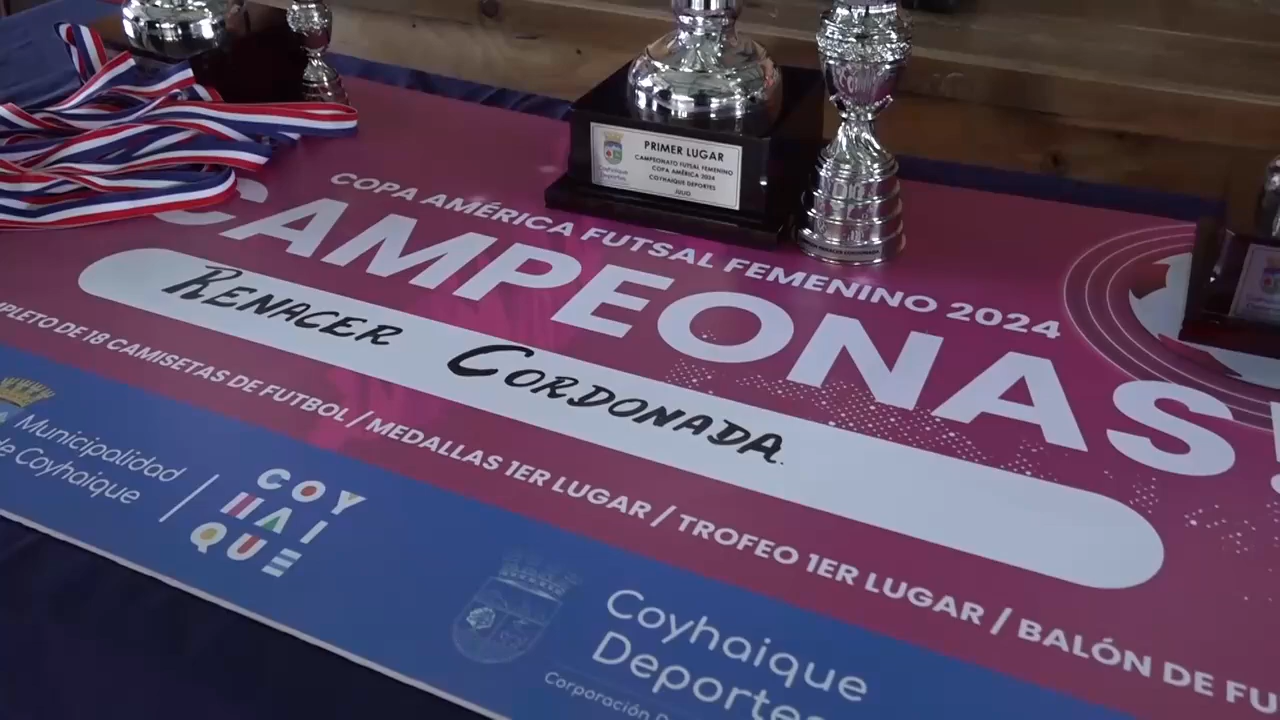 PRIMER LUGAR
CAMPEONATO FUTSAL FEMENINO
COPA AMÉRICA 2024
COYHAIQUE DEPORTES
JULIO
COPA AMÉRICA FUTSAL FEMENINO 2024
CAMPEONAS
RENACER CORDONADA
DE 18 CAMISETAS DE FUTBOL / MEDALLAS 1ER LUGAR / TROFEO 1ER LUGAR / BALÓN DE
Municipalidad
de Coyhaique
COY
HAI
QUE
Coyhaique
Deportes
Corporación